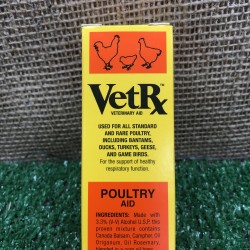 VetRx™
VETERINARY AID
USED FOR ALL STANDARD
AND RARE POULTRY,
INCLUDING BANTAMS,
DUCKS, TURKEYS, GEESE,
AND GAME BIRDS.
For the support of healthy
respiratory function.
POULTRY
AID
INGREDIENTS: Made with
3.3% (V-V) Alcohol U.S.P. this
proven mixture contains
Canada Balsam, Camphor, Oil
Origanum, Oil Rosemary,